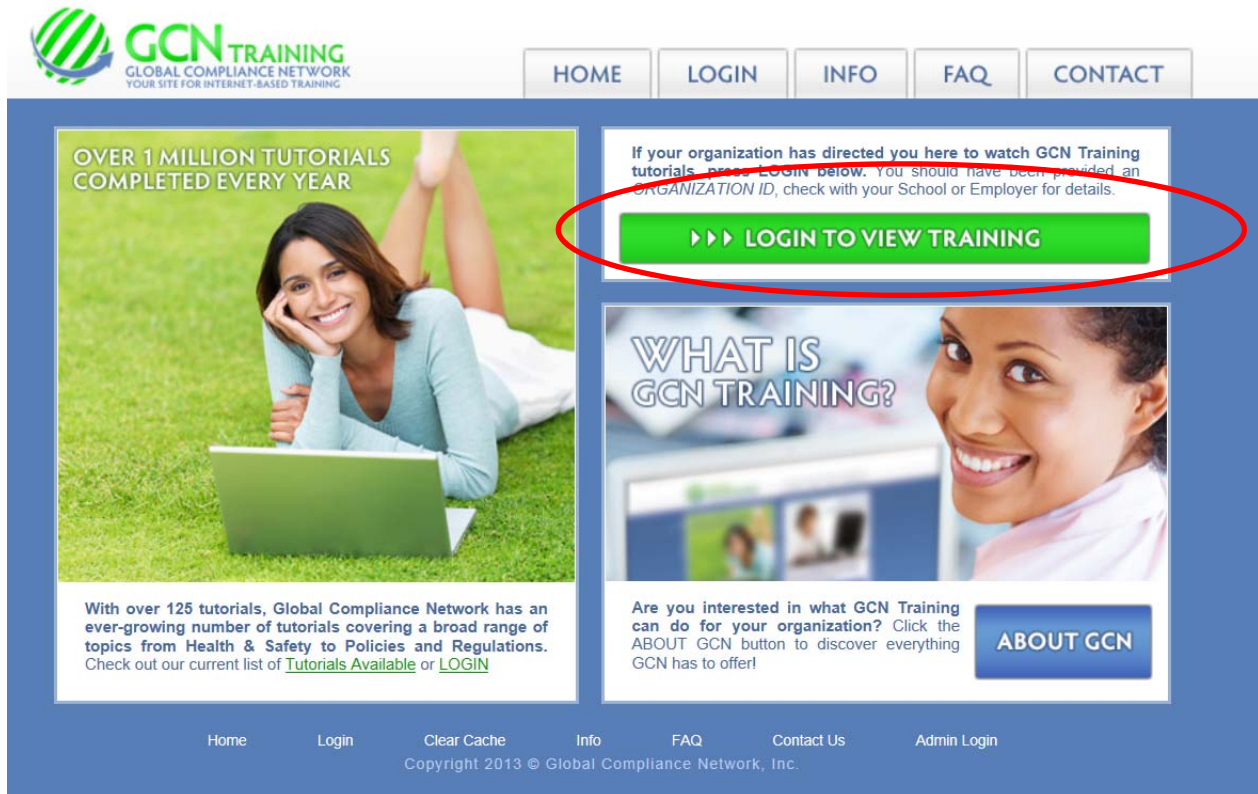 GCN TRAINING
GLOBAL COMPLIANCE NETWORK
YOUR SITE FOR INTERNET-BASED TRAINING
HOME
LOGIN
INFO
FAQ
CONTACT
OVER 1 MILLION TUTORIALS
COMPLETED EVERY YEAR
If your organization has directed you here to watch GCN Training
tutorials, press LOGIN below. You should have been provided an
ORGANIZATION ID, check with your School or Employer for details.
LOGIN TO VIEW TRAINING
WHAT IS
GCN TRAINING?
With over 125 tutorials, Global Compliance Network has an
ever-growing number of tutorials covering a broad range of
topics from Health & Safety to Policies and Regulations.
Check out our current list of Tutorials Available or LOGIN
Are you interested in what GCN Training
can do for your organization? Click the
ABOUT GCN button to discover everything
GCN has to offer!
ABOUT GCN
Home
Login
Clear Cache
Info
FAQ
Contact Us
Admin Login
Copyright 2013 © Global Compliance Network, Inc.